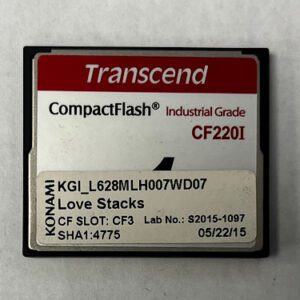 Transcend
CompactFlash® Industrial Grade
CF220I
KONAMI
KGI_L628MLH007WD07
Love Stacks
CF SLOT: CF3 Lab No.: S2015-1097
SHA1:4775 05/22/15